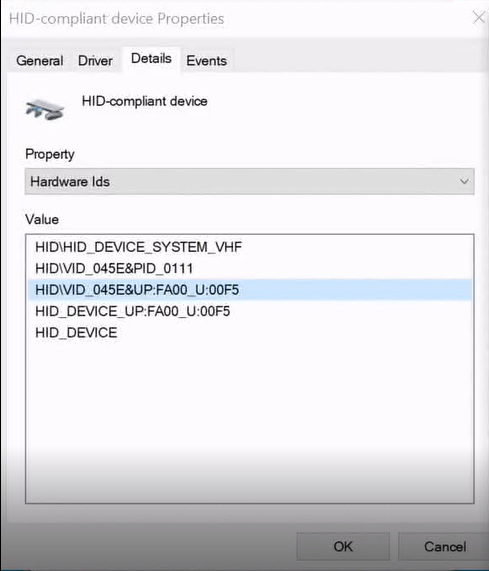 HID-compliant device Properties
General Driver Details Events
HID-compliant device
Property
Hardware Ids
Value
HID\HID_DEVICE_SYSTEM_VHF
HID\VID_045E&PID_0111
HID\VID_045E&UP:FA00_U:00F5
HID_DEVICE_UP:FA00_U:00F5
HID_DEVICE
OK Cancel